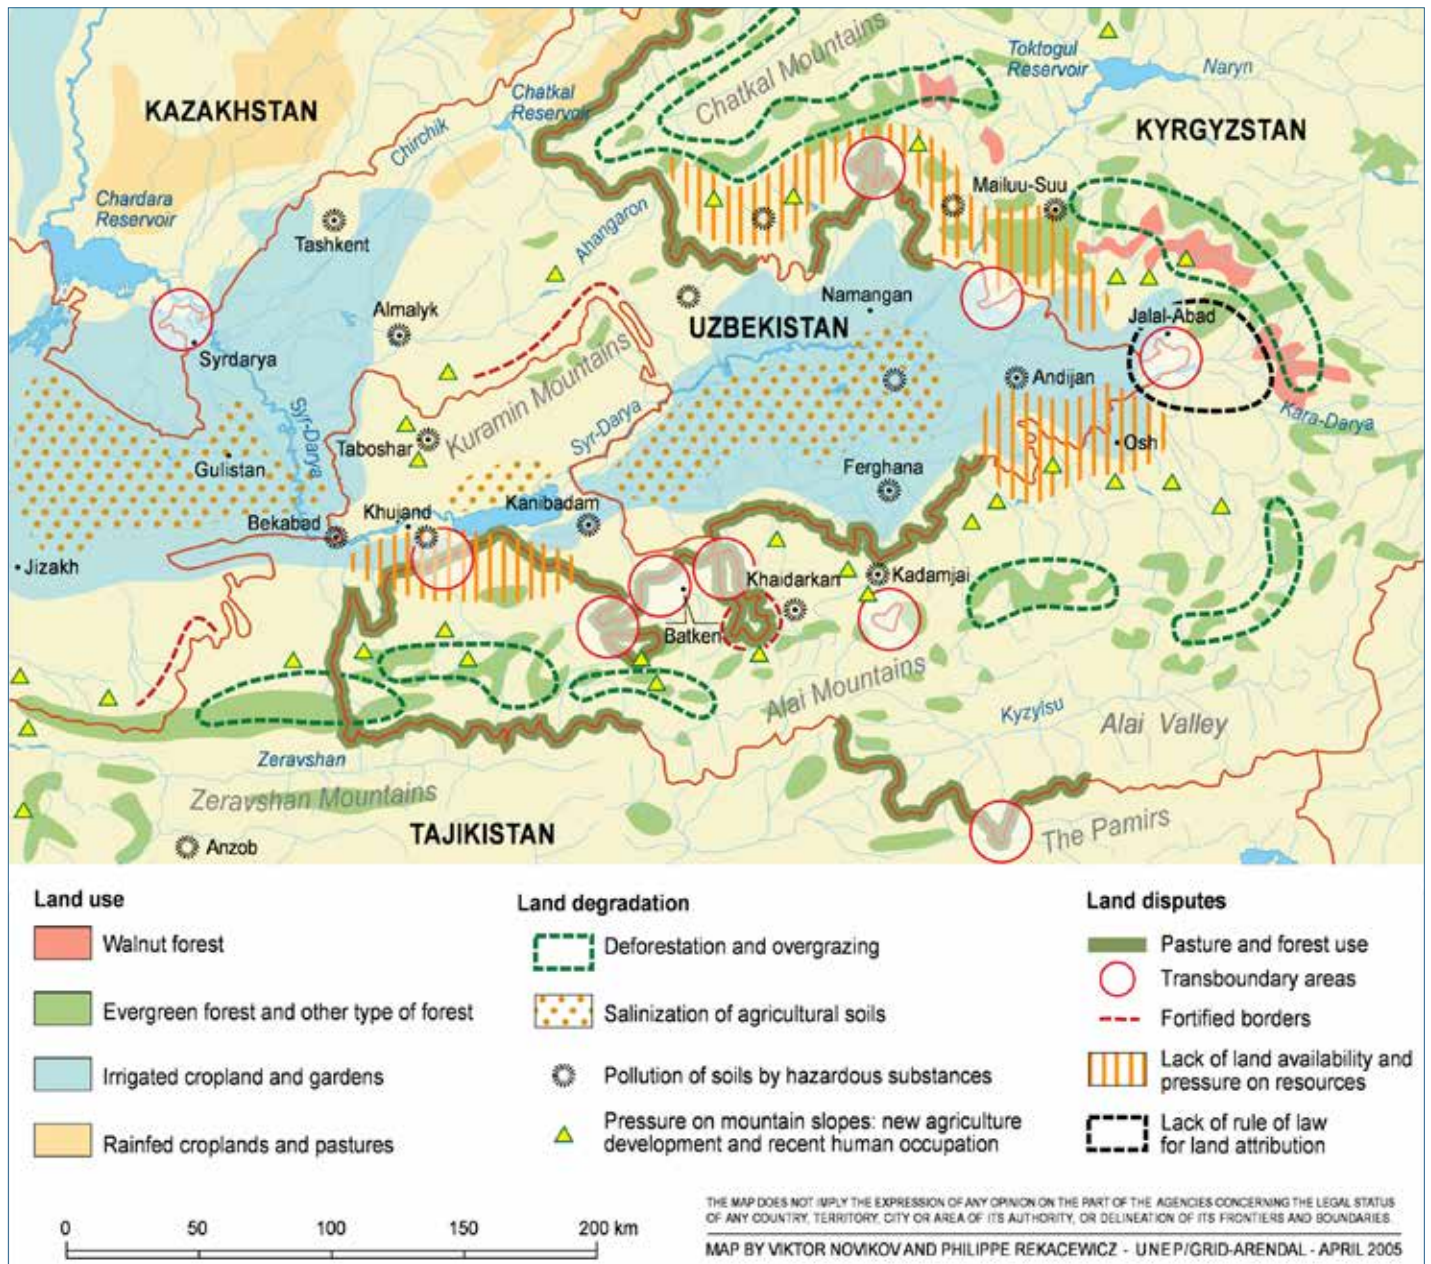 Chatkal Mountains
Toktogul
Reservoir
Naryn
KAZAKHSTAN
Chatkal
Reservoir
KYRGYZSTAN
Chirchik
Chardara
Reservoir
Mailuu-Suu
Tashkent
Ahangaron
Namangan
Almalyk
UZBEKISTAN
Jalal-Abad
Syrdarya
Kuramin Mountains
Andijan
Kara-Darya
Syr-Darya
Syr-Darya
Taboshar
Osh
Gulistan
Ferghana
Kanibadam
Khujand
Bekabad
Jizakh
Khaidarkan
Kadamjai
Batken
Alai Mountains
Kyzylsu
Alai Valley
Zeravshan
Zeravshan Mountains
The Pamirs
TAJIKISTAN
Anzob
Land use
Walnut forest
Evergreen forest and other type of forest
Irrigated cropland and gardens
Rainfed croplands and pastures
Land degradation
Deforestation and overgrazing
Salinization of agricultural soils
Pollution of soils by hazardous substances
Pressure on mountain slopes: new agriculture
development and recent human occupation
Land disputes
Pasture and forest use
Transboundary areas
Fortified borders
Lack of land availability and
pressure on resources
Lack of rule of law
for land attribution
0 50 100 150 200 km
THE MAP DOES NOT IMPLY THE EXPRESSION OF ANY OPINION ON THE PART OF THE AGENCIES CONCERNING THE LEGAL STATUS
OF ANY COUNTRY, TERRITORY, CITY OR AREA OF ITS AUTHORITY, OR DELINEATION OF ITS FRONTIERS AND BOUNDARIES.
MAP BY VIKTOR NOVIKOV AND PHILIPPE REKACEWICZ - UNEP/GRID-ARENDAL - APRIL 2005